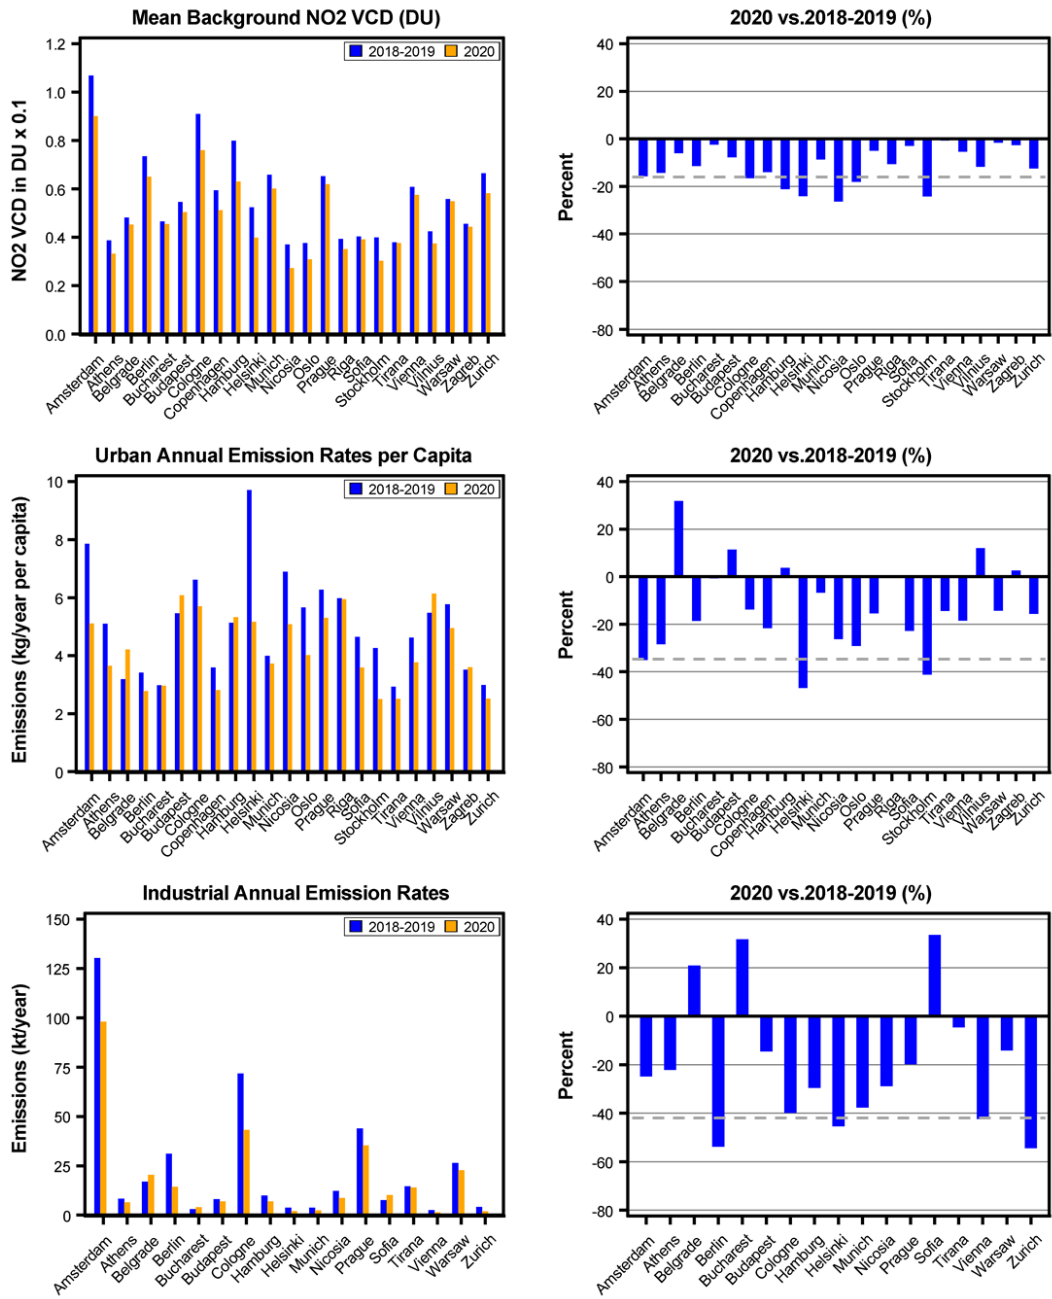 Mean Background NO2 VCD (DU)
2018-2019 2020
NO2 VCD in DU x 0.1
1.2
1.0
0.8
0.6
0.4
0.2
0.0
Amsterdam Athens Belgrade Berlin Bucharest Budapest Cologne Copenhagen Hamburg Helsinki Munich Nicosia Oslo Prague Riga Sofia Stockholm Tirana Vienna Vilnius Warsaw Zagreb Zurich
2020 vs.2018-2019 (%)
Percent
40
20
0
-20
-40
-60
-80
Amsterdam Athens Belgrade Berlin Bucharest Budapest Cologne Copenhagen Hamburg Helsinki Munich Nicosia Oslo Prague Riga Sofia Stockholm Tirana Vienna Vilnius Warsaw Zagreb Zurich
Urban Annual Emission Rates per Capita
2018-2019 2020
Emissions (kg/year per capita)
10
8
6
4
2
0
Amsterdam Athens Belgrade Berlin Bucharest Budapest Cologne Copenhagen Hamburg Helsinki Munich Nicosia Oslo Prague Riga Sofia Stockholm Tirana Vienna Vilnius Warsaw Zagreb Zurich
2020 vs.2018-2019 (%)
Percent
40
20
0
-20
-40
-60
-80
Amsterdam Athens Belgrade Berlin Bucharest Budapest Cologne Copenhagen Hamburg Helsinki Munich Nicosia Oslo Prague Riga Sofia Stockholm Tirana Vienna Vilnius Warsaw Zagreb Zurich
Industrial Annual Emission Rates
2018-2019 2020
Emissions (kt/year)
150
125
100
75
50
25
0
Amsterdam Athens Belgrade Berlin Bucharest Budapest Cologne Hamburg Helsinki Munich Nicosia Prague Sofia Tirana Vienna Warsaw Zurich
2020 vs.2018-2019 (%)
Percent
40
20
0
-20
-40
-60
-80
Amsterdam Athens Belgrade Berlin Bucharest Budapest Cologne Hamburg Helsinki Munich Nicosia Prague Sofia Tirana Vienna Warsaw Zurich